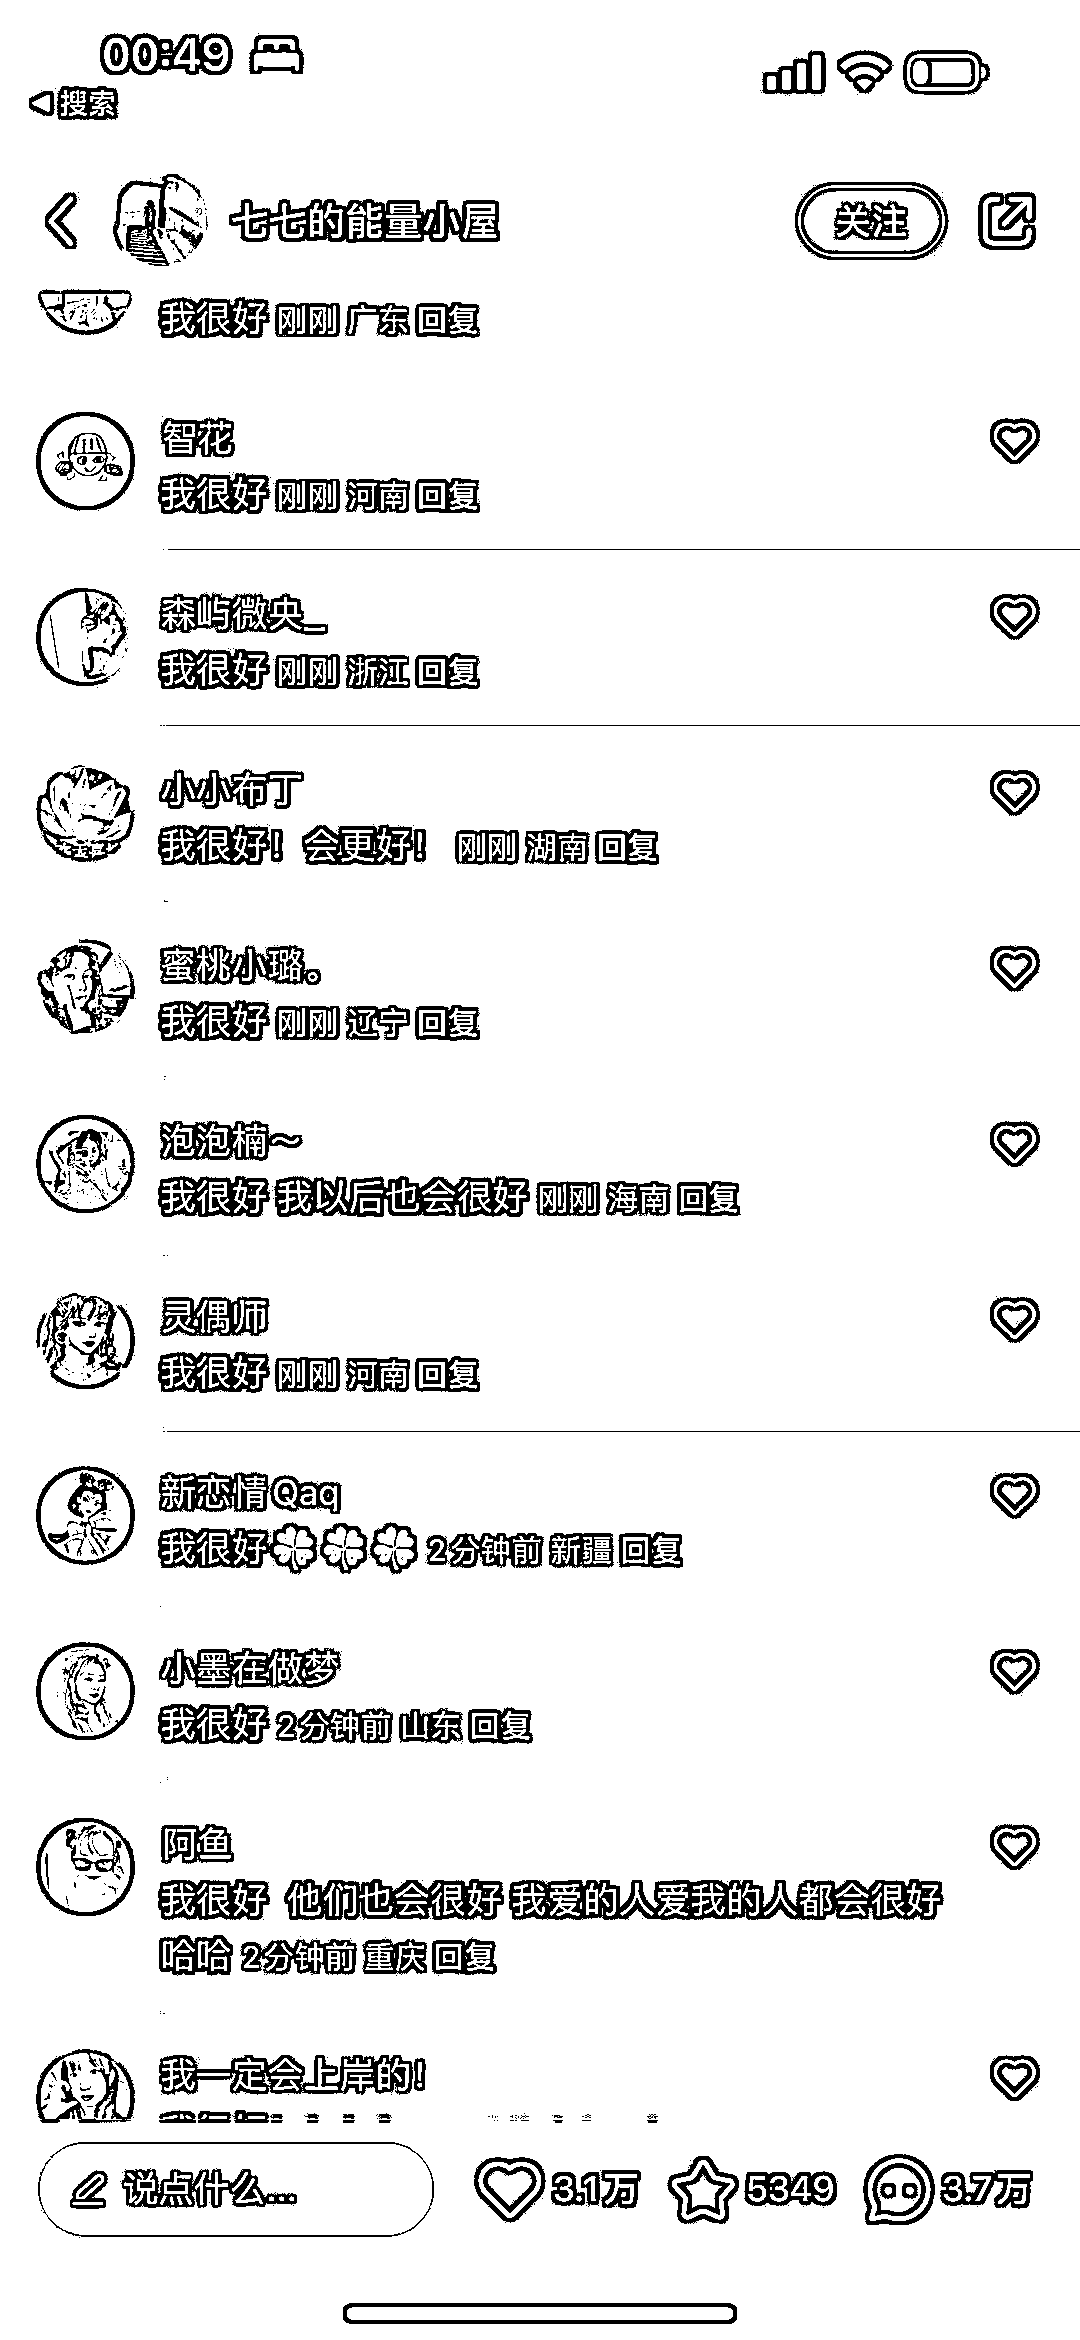 00:49
搜索
七七的能量小屋 关注
我很好 刚刚 广东 回复
智花
我很好 刚刚 河南 回复
森屿微央_
我很好 刚刚 浙江 回复
小小布丁
我很好！会更好！ 刚刚 湖南 回复
蜜桃小璐。
我很好 刚刚 辽宁 回复
泡泡楠～
我很好 我以后也会很好 刚刚 海南 回复
灵偶师
我很好 刚刚 河南 回复
新恋情Qaq
我很好🍀🍀🍀 2分钟前 新疆 回复
小墨在做梦
我很好 2分钟前 山东 回复
阿鱼
我很好 他们也会很好 我爱的人爱我的人都会很好
哈哈 2分钟前 重庆 回复
我一定会上岸的！
说点什么... 3.1万 5349 3.7万